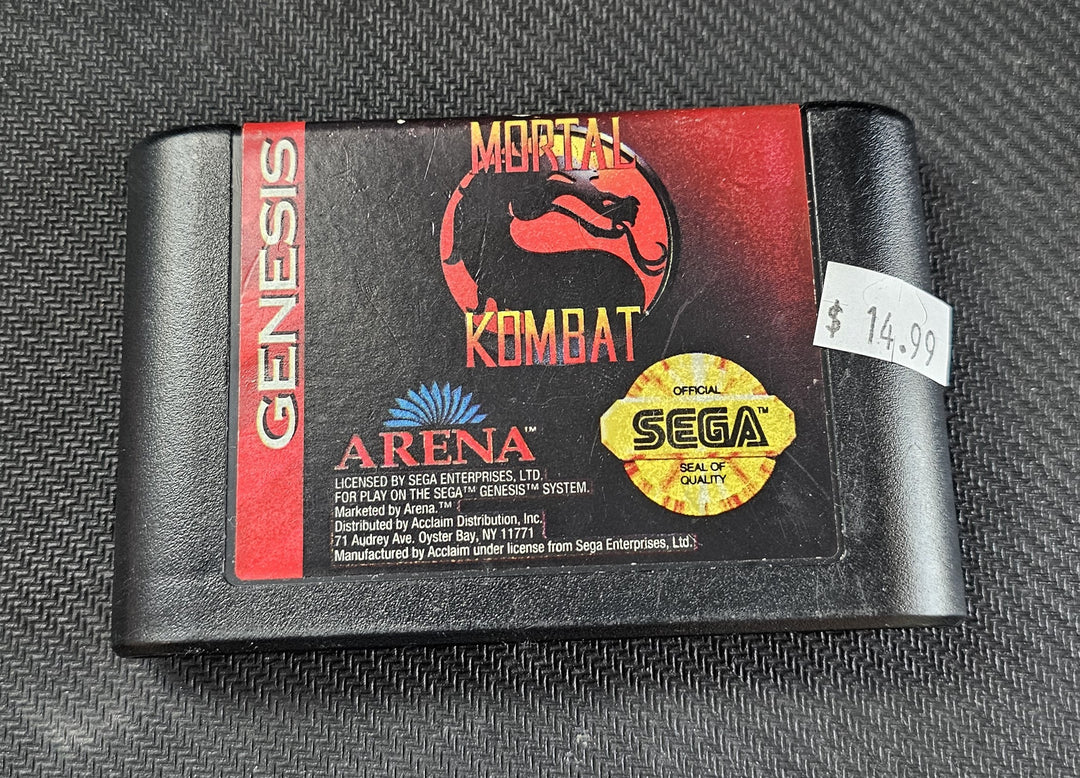 GENESIS
MORTAL
KOMBAT
$ 14.99
ARENA™
OFFICIAL
SEGA™
SEAL OF
QUALITY
LICENSED BY SEGA ENTERPRISES, LTD.
FOR PLAY ON THE SEGA™ GENESIS™ SYSTEM.
Marketed by Arena.™
Distributed by Acclaim Distribution, Inc.
71 Audrey Ave. Oyster Bay, NY 11771
Manufactured by Acclaim under license from Sega Enterprises, Ltd.